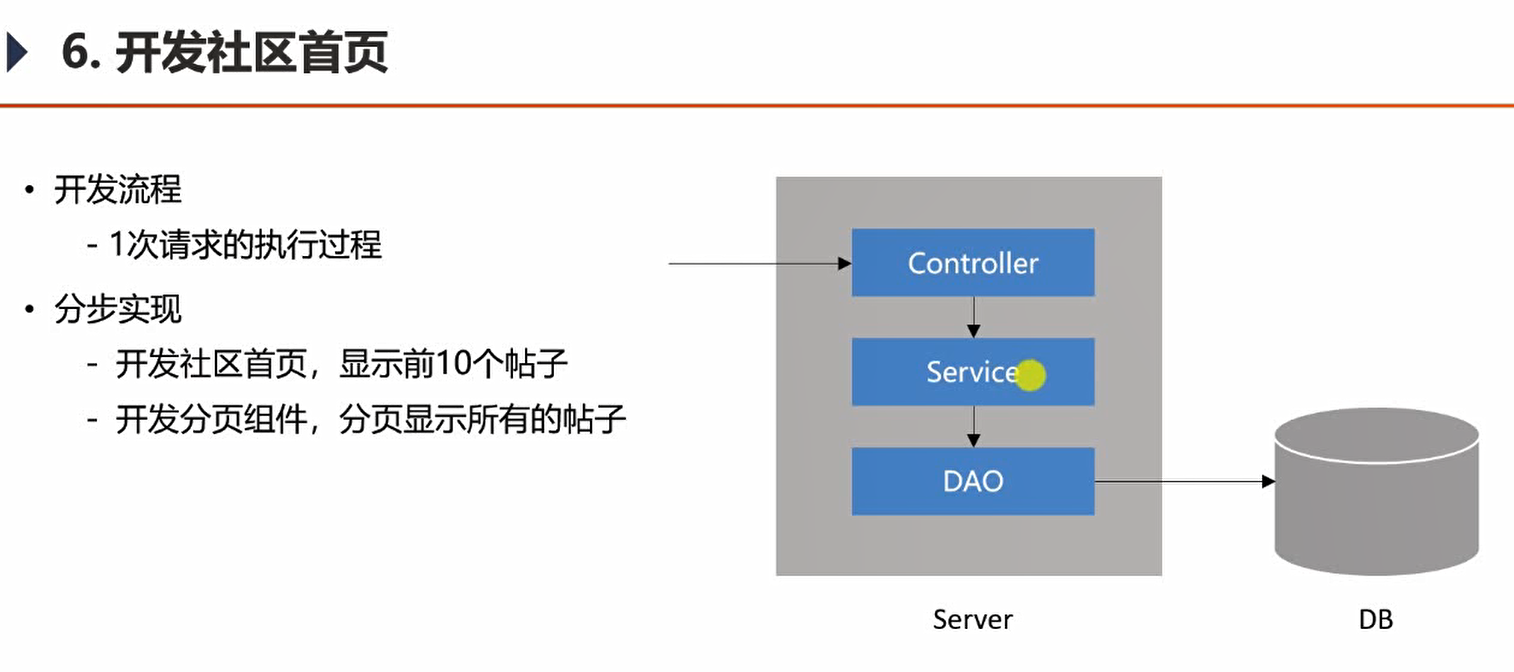 6. 开发社区首页
• 开发流程
- 1次请求的执行过程
• 分步实现
- 开发社区首页，显示前10个帖子
- 开发分页组件，分页显示所有的帖子
Controller
Service
DAO
Server
DB